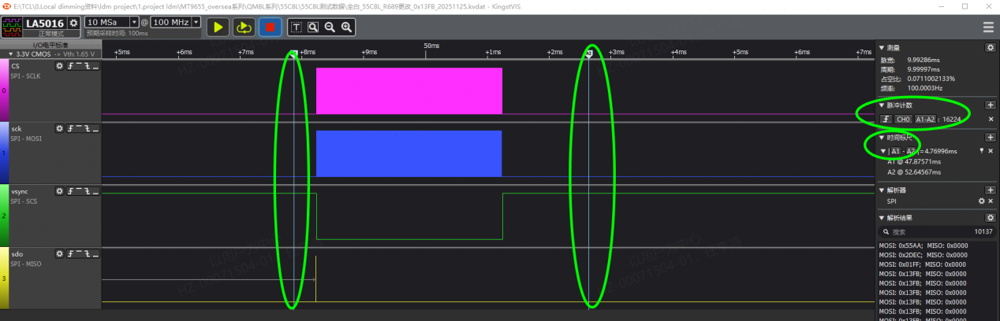 E:\TCL\0.Local dimming资料\ldm project\1.project ldm\MT9655_oversea系列\QM8L系列\55CBL\55CBL测试数据\全白_55CBL_R689更改_0x13FB_20251125.kvdat - KingstVIS
LA5016
正常模式
10 MSa @ 100 MHz
预期采样时间: 100ms
I/O电平标准
3.3V CMOS -> Vth: 1.65 V
+5ms +6ms +7ms +8ms +9ms 50ms +1ms +2ms +3ms +4ms +5ms +6ms +7ms
A1 A2
0
CS
SPI - SCLK
1
sck
SPI - MOSI
2
vsync
SPI - SCS
3
sdo
SPI - MISO
测量
脉宽: 9.99286ms
周期: 9.99997ms
占空比: 0.0711002133%
频率: 100.0003Hz
脉冲计数
CH0 A1-A2 : 16224
时间标尺
| A1 - A2 |=4.76996ms
A1 @ 47.87571ms
A2 @ 52.64567ms
解析器
SPI
解析结果
搜索 10137
MOSI: 0x55AA; MISO: 0x0000
MOSI: 0x2DEC; MISO: 0x0000
MOSI: 0x01FF; MISO: 0x0000
MOSI: 0x13FB; MISO: 0x0000
MOSI: 0x13FB; MISO: 0x0000
MOSI: 0x13FB; MISO: 0x0000
MOSI: 0x13FB; MISO: 0x0000
MOSI: 0x13FB; MISO: 0x0000
MOSI: 0x13FB; MISO: 0x0000